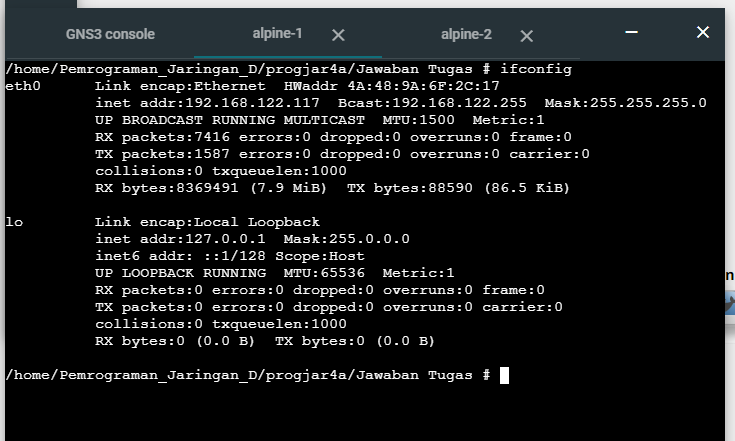 GNS3 console
alpine-1
alpine-2
/home/Pemrograman_Jaringan_D/progjar4a/Jawaban Tugas # ifconfig
eth0 Link encap:Ethernet HWaddr 4A:48:9A:6F:2C:17
inet addr:192.168.122.117 Bcast:192.168.122.255 Mask:255.255.255.0
UP BROADCAST RUNNING MULTICAST MTU:1500 Metric:1
RX packets:7416 errors:0 dropped:0 overruns:0 frame:0
TX packets:1587 errors:0 dropped:0 overruns:0 carrier:0
collisions:0 txqueuelen:1000
RX bytes:8369491 (7.9 MiB) TX bytes:88590 (86.5 KiB)
lo Link encap:Local Loopback
inet addr:127.0.0.1 Mask:255.0.0.0
inet6 addr: ::1/128 Scope:Host
UP LOOPBACK RUNNING MTU:65536 Metric:1
RX packets:0 errors:0 dropped:0 overruns:0 frame:0
TX packets:0 errors:0 dropped:0 overruns:0 carrier:0
collisions:0 txqueuelen:1000
RX bytes:0 (0.0 B) TX bytes:0 (0.0 B)
/home/Pemrograman_Jaringan_D/progjar4a/Jawaban Tugas #